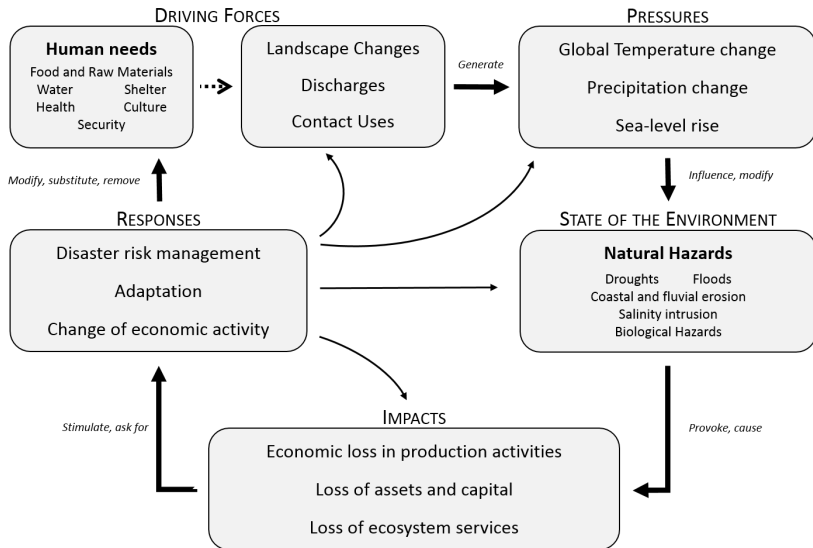 DRIVING FORCES
Human needs
Food and Raw Materials
Water Shelter
Health Culture
Security
Landscape Changes
Discharges
Contact Uses
Generate
PRESSURES
Global Temperature change
Precipitation change
Sea-level rise
Modify, substitute, remove
Influence, modify
RESPONSES
Disaster risk management
Adaptation
Change of economic activity
STATE OF THE ENVIRONMENT
Natural Hazards
Droughts Floods
Coastal and fluvial erosion
Salinity intrusion
Biological Hazards
Stimulate, ask for
Provoke, cause
IMPACTS
Economic loss in production activities
Loss of assets and capital
Loss of ecosystem services